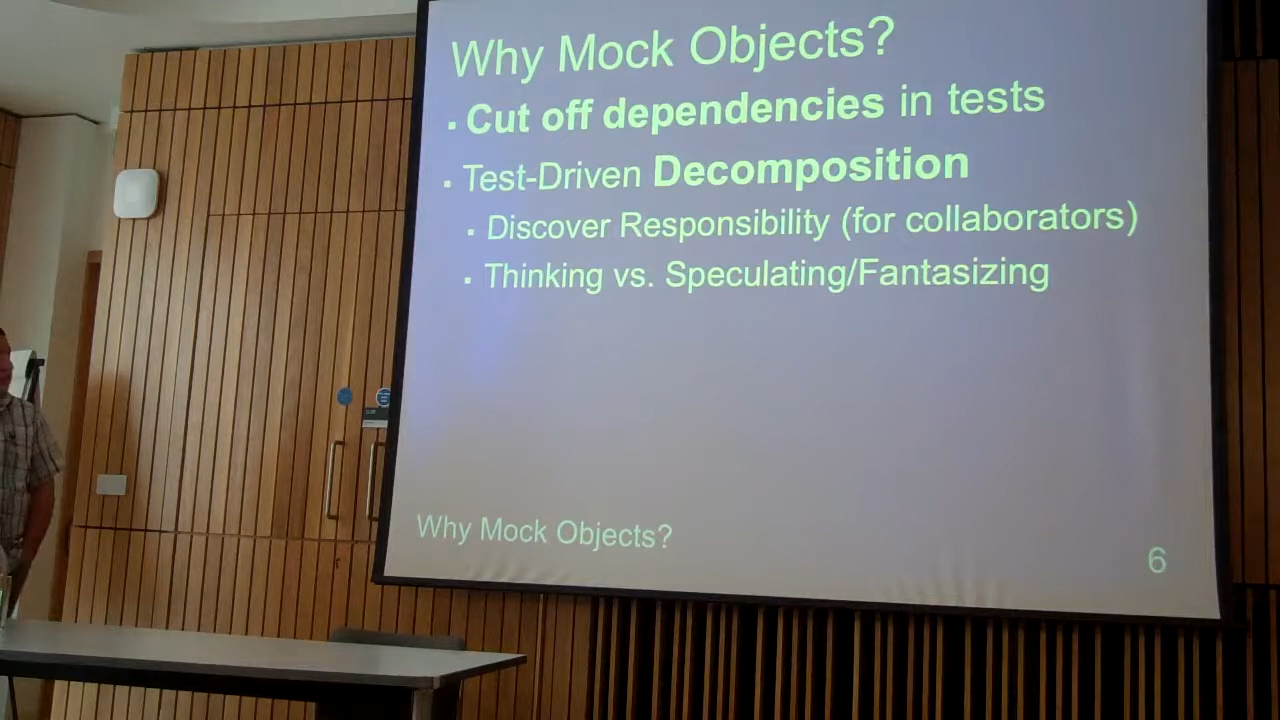 Why Mock Objects?
▪ Cut off dependencies in tests
▪ Test-Driven Decomposition
▪ Discover Responsibility (for collaborators)
▪ Thinking vs. Speculating/Fantasizing
Why Mock Objects?
6